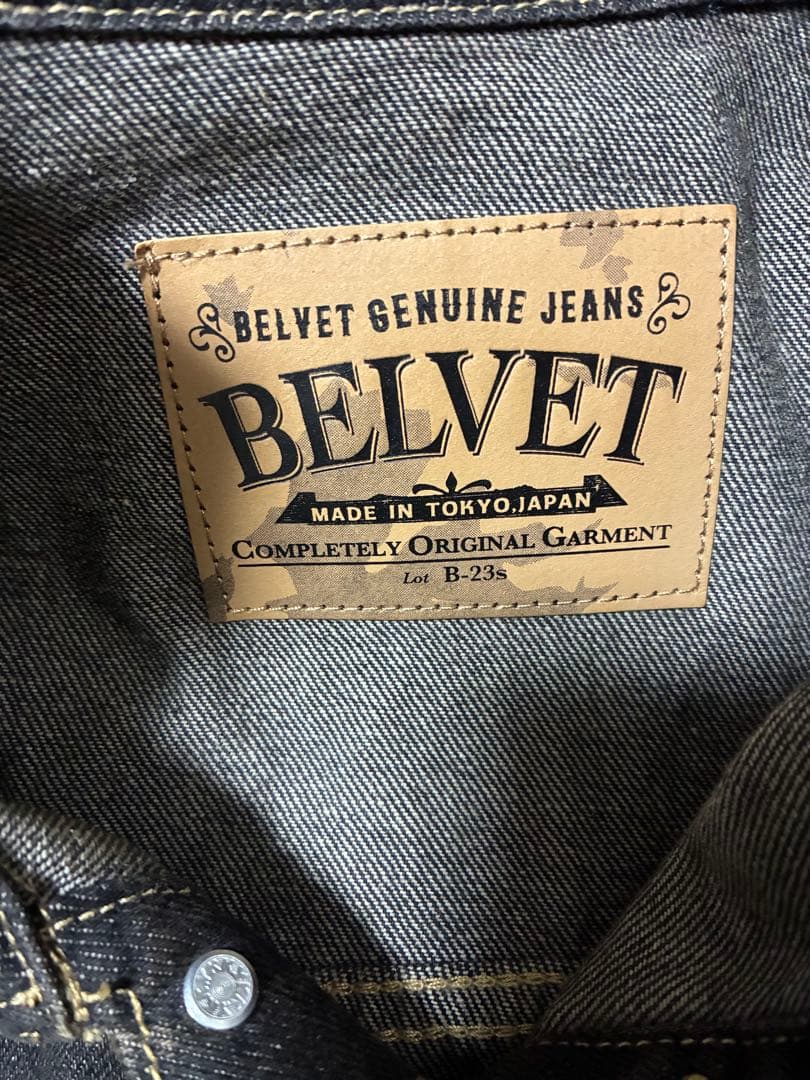 BELVET GENUINE JEANS
BELVET
MADE IN TOKYO,JAPAN
COMPLETELY ORIGINAL GARMENT
Lot B-23s